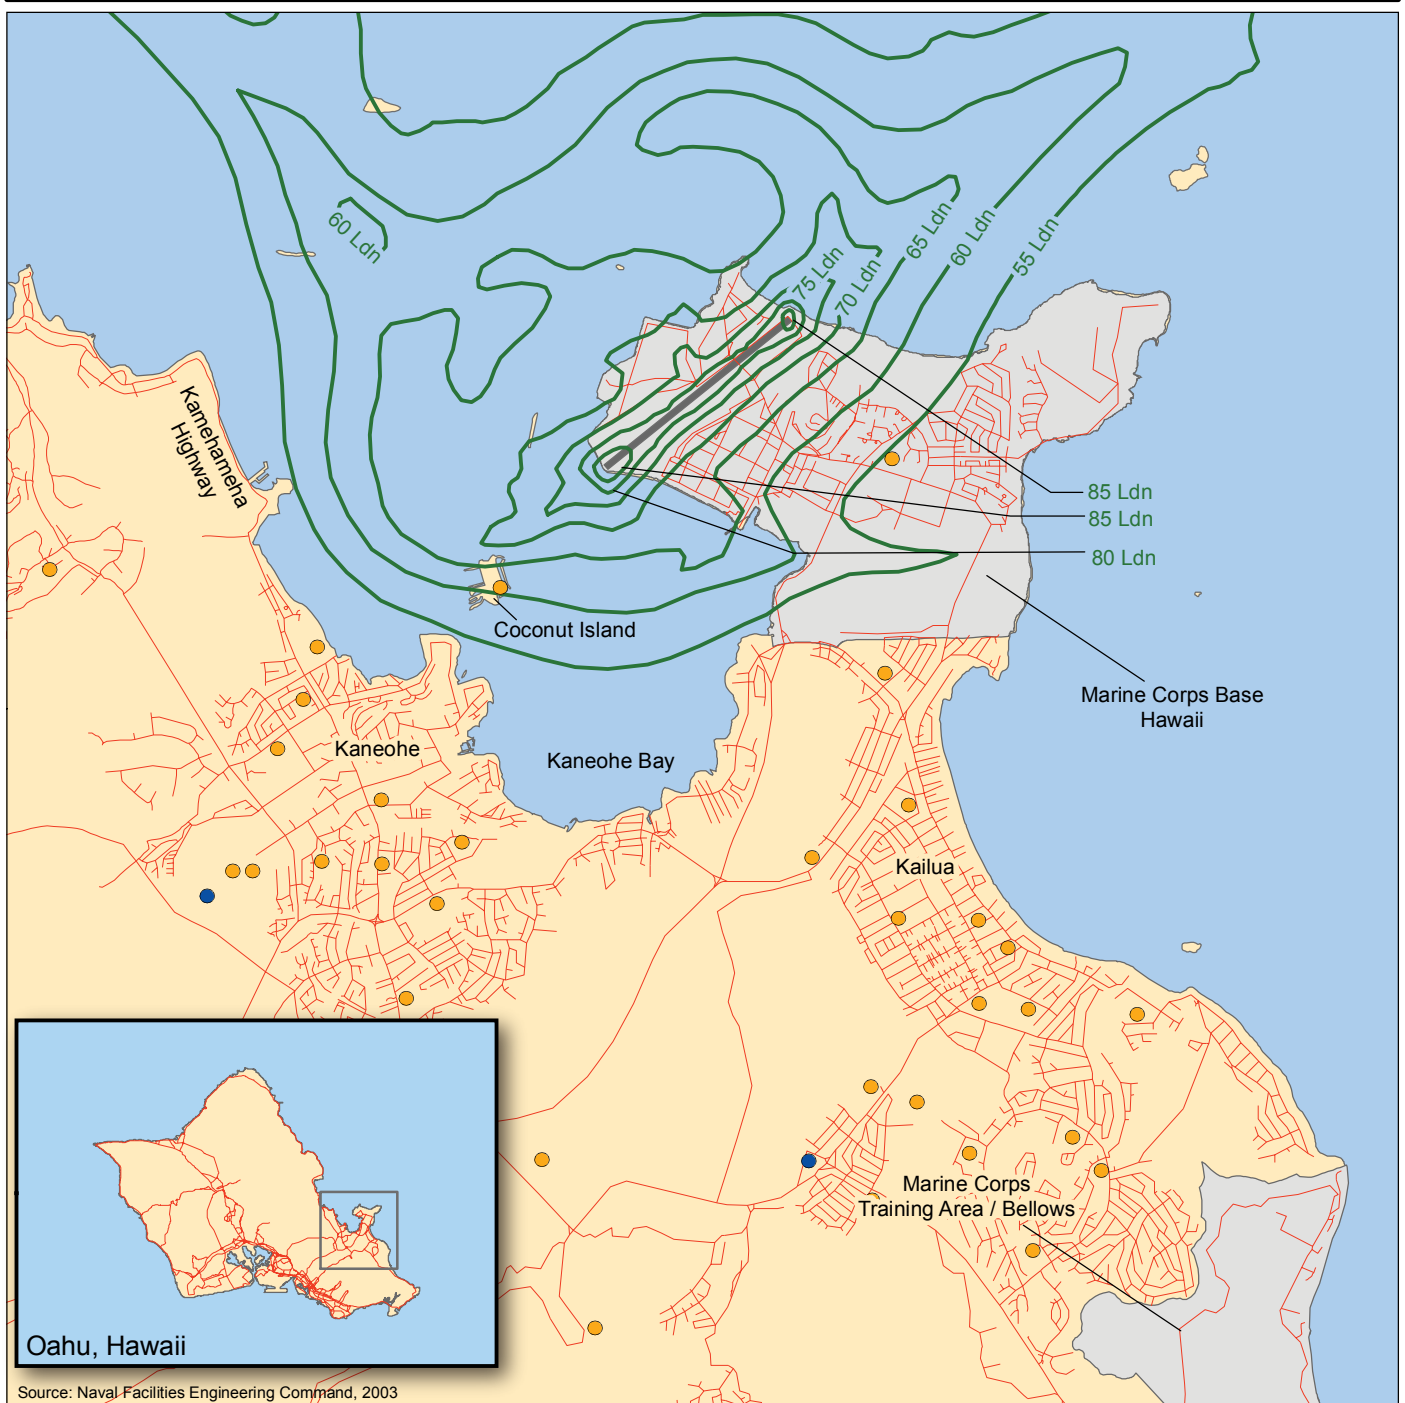 60 Ldn
75 Ldn
70 Ldn
65 Ldn
60 Ldn
55 Ldn
Kamehameha
Highway
85 Ldn
85 Ldn
80 Ldn
Coconut Island
Marine Corps Base
Hawaii
Kaneohe
Kaneohe Bay
Kailua
Marine Corps
Training Area / Bellows
Oahu, Hawaii
Source: Naval Facilities Engineering Command, 2003